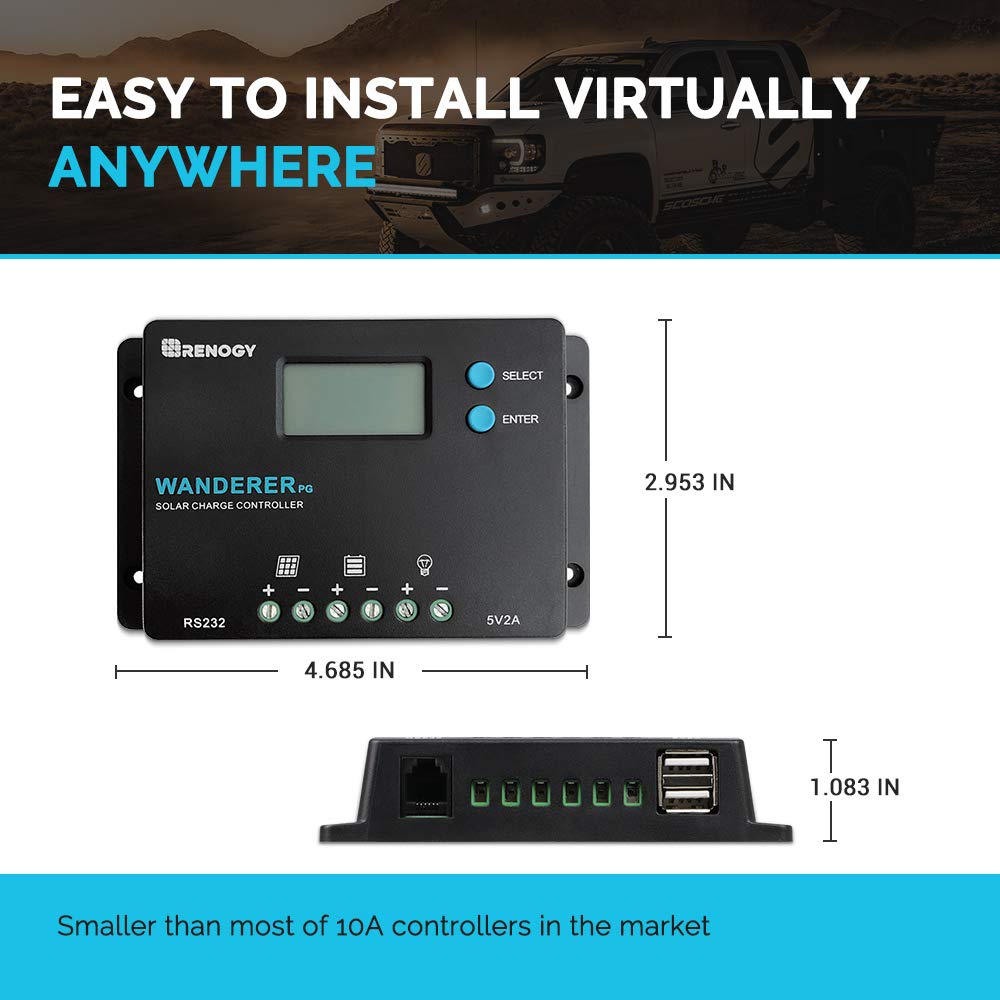 EASY TO INSTALL VIRTUALLY
ANYWHERE
SCOSCHE
RENOGY
SELECT
ENTER
WANDERER PG
SOLAR CHARGE CONTROLLER
+ - + - + -
RS232
5V2A
2.953 IN
4.685 IN
1.083 IN
Smaller than most of 10A controllers in the market